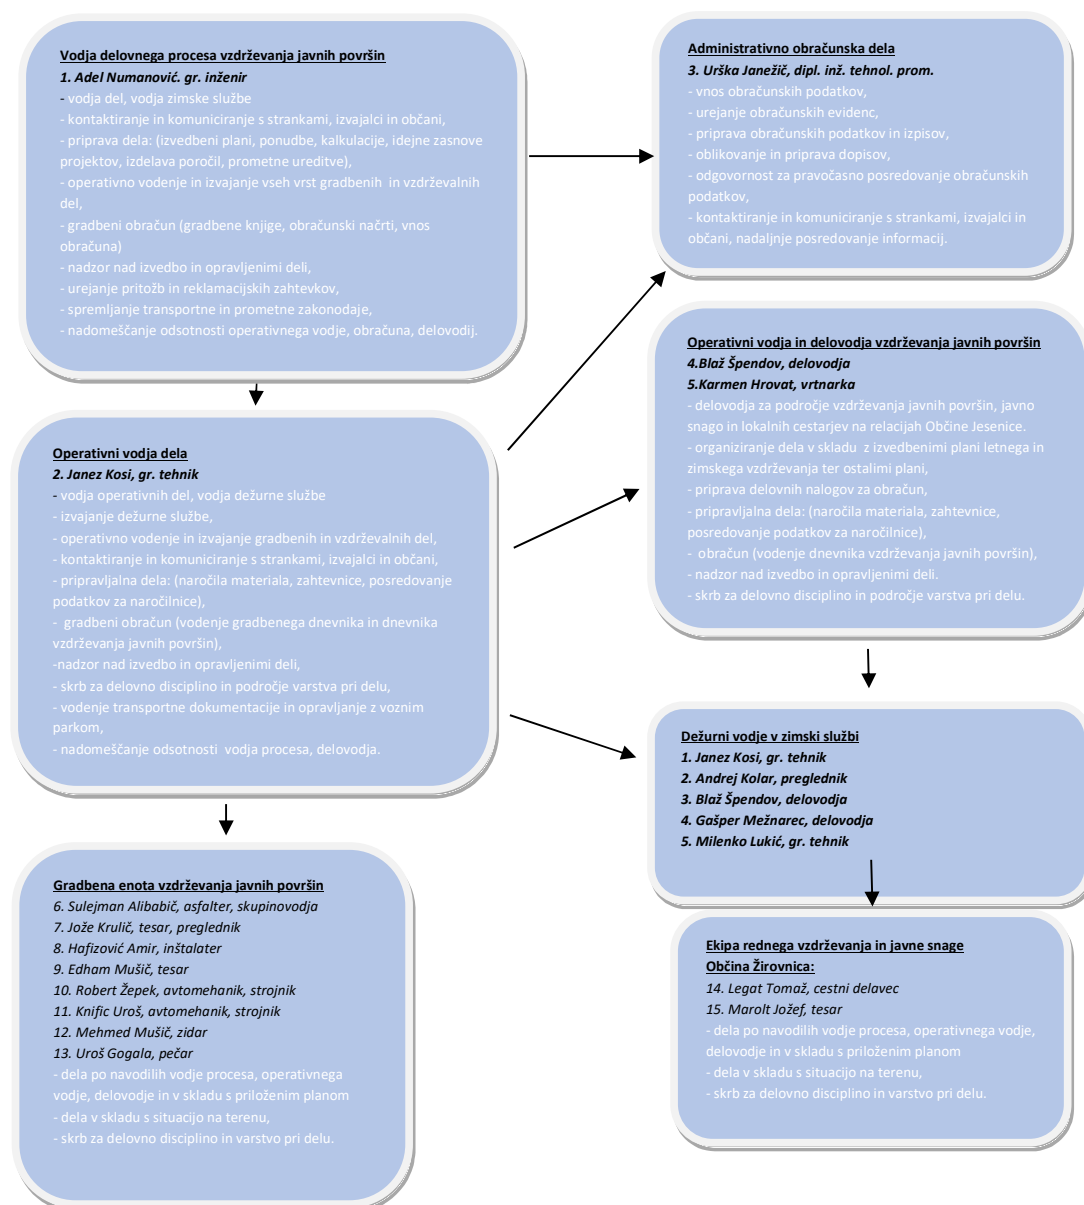 Vodja delovnega procesa vzdrževanja javnih površin
1. Adel Numanović. gr. inženir
- vodja del, vodja zimske službe
- kontaktiranje in komuniciranje s strankami, izvajalci in občani,
- priprava dela: (izvedbeni plani, ponudbe, kalkulacije, idejne zasnove
projektov, izdelava poročil, prometne ureditve),
- operativno vodenje in izvajanje vseh vrst gradbenih  in vzdrževalnih
del,
- gradbeni obračun (gradbene knjige, obračunski načrti, vnos
obračuna)
- nadzor nad izvedbo in opravljenimi deli,
- urejanje pritožb in reklamacijskih zahtevkov,
- spremljanje transportne in prometne zakonodaje,
- nadomeščanje odsotnosti operativnega vodje, obračuna, delovodij.
Administrativno obračunska dela
3. Urška Janežič, dipl. inž. tehnol. prom.
- vnos obračunskih podatkov,
- urejanje obračunskih evidenc,
- priprava obračunskih podatkov in izpisov,
- oblikovanje in priprava dopisov,
- odgovornost za pravočasno posredovanje obračunskih
podatkov,
- kontaktiranje in komuniciranje s strankami, izvajalci in
občani, nadaljnje posredovanje informacij.
Operativni vodja dela
2. Janez Kosi, gr. tehnik
- vodja operativnih del, vodja dežurne službe
- izvajanje dežurne službe,
- operativno vodenje in izvajanje gradbenih in vzdrževalnih del,
- kontaktiranje in komuniciranje s strankami, izvajalci in občani,
- pripravljalna dela: (naročila materiala, zahtevnice, posredovanje
podatkov za naročilnice),
-  gradbeni obračun (vodenje gradbenega dnevnika in dnevnika
vzdrževanja javnih površin),
-nadzor nad izvedbo in opravljenimi deli,
- skrb za delovno disciplino in področje varstva pri delu,
- vodenje transportne dokumentacije in opravljanje z voznim
parkom,
- nadomeščanje odsotnosti  vodja procesa, delovodja.
Operativni vodja in delovodja vzdrževanja javnih površin
4.Blaž Špendov, delovodja
5.Karmen Hrovat, vrtnarka
- delovodja za področje vzdrževanja javnih površin, javno
snago in lokalnih cestarjev na relacijah Občine Jesenice.
- organiziranje dela v skladu  z izvedbenimi plani letnega in
zimskega vzdrževanja ter ostalimi plani,
- priprava delovnih nalogov za obračun,
- pripravljalna dela: (naročila materiala, zahtevnice,
posredovanje podatkov za naročilnice),
-  obračun (vodenje dnevnika vzdrževanja javnih površin),
- nadzor nad izvedbo in opravljenimi deli.
- skrb za delovno disciplino in področje varstva pri delu.
Dežurni vodje v zimski službi
1. Janez Kosi, gr. tehnik
2. Andrej Kolar, preglednik
3. Blaž Špendov, delovodja
4. Gašper Mežnarec, delovodja
5. Milenko Lukić, gr. tehnik
Gradbena enota vzdrževanja javnih površin
6. Sulejman Alibabič, asfalter, skupinovodja
7. Jože Krulič, tesar, preglednik
8. Hafizović Amir, inštalater
9. Edham Mušič, tesar
10. Robert Žepek, avtomehanik, strojnik
11. Knific Uroš, avtomehanik, strojnik
12. Mehmed Mušič, zidar
13. Uroš Gogala, pečar
- dela po navodilih vodje procesa, operativnega
vodje, delovodje in v skladu s priloženim planom
- dela v skladu s situacijo na terenu,
- skrb za delovno disciplino in varstvo pri delu.
Ekipa rednega vzdrževanja in javne snage
Občina Žirovnica:
14. Legat Tomaž, cestni delavec
15. Marolt Jožef, tesar
- dela po navodilih vodje procesa, operativnega vodje,
delovodje in v skladu s priloženim planom
- dela v skladu s situacijo na terenu,
- skrb za delovno disciplino in varstvo pri delu.